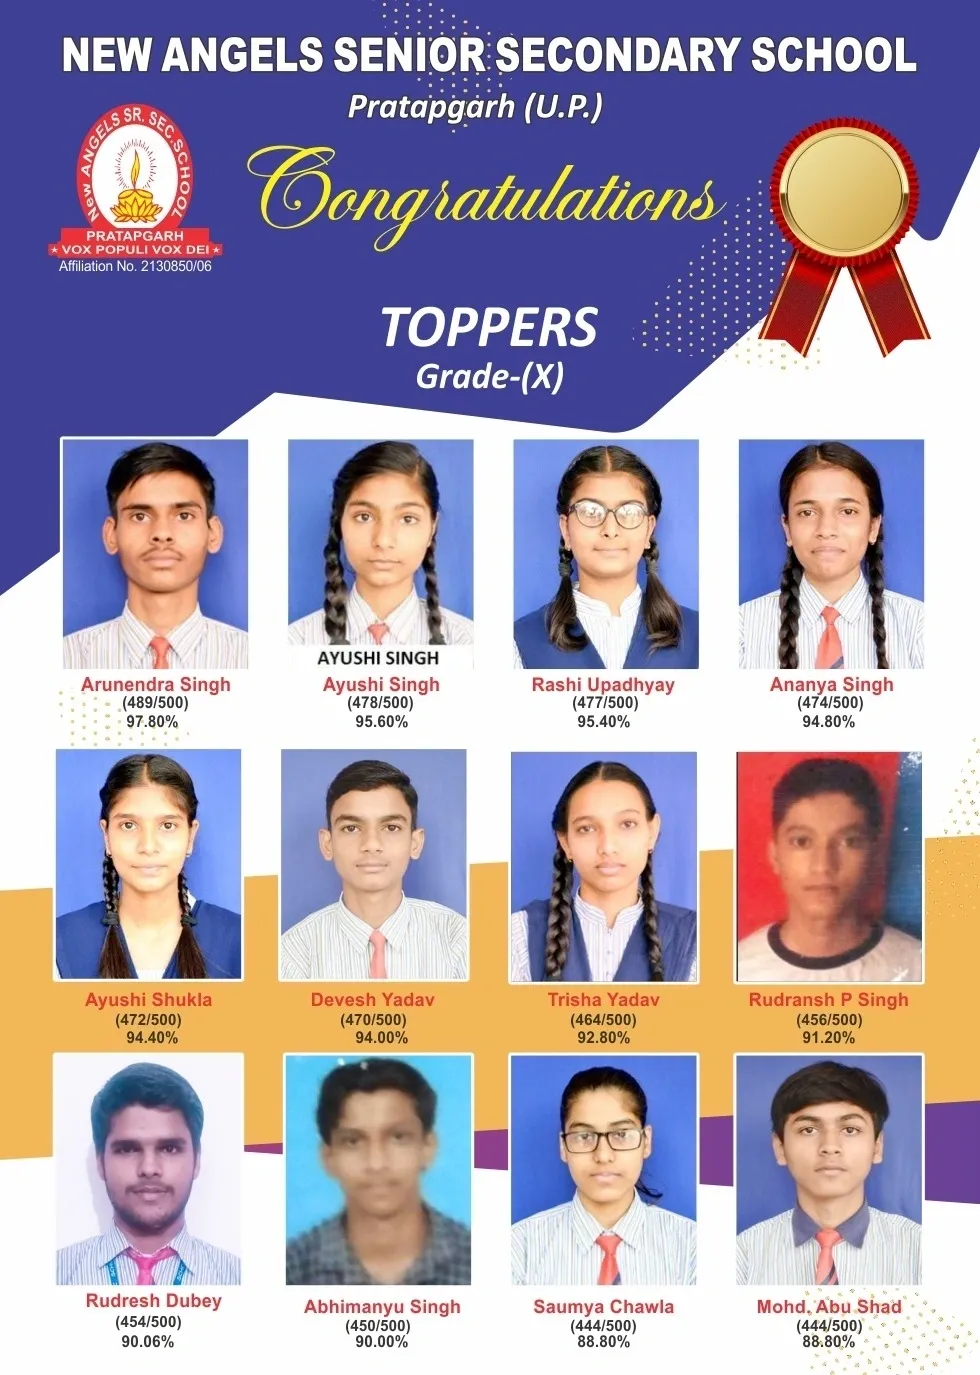 NEW ANGELS SENIOR SECONDARY SCHOOL
Pratapgarh (U.P.)
New ANGELS SR. SEC. SCHOOL
PRATAPGARH
VOX POPULI VOX DEI
Affiliation No. 2130850/06
Congratulations
TOPPERS
Grade-(X)
AYUSHI SINGH
Arunendra Singh
(489/500)
97.80%
Ayushi Singh
(478/500)
95.60%
Rashi Upadhyay
(477/500)
95.40%
Ananya Singh
(474/500)
94.80%
Ayushi Shukla
(472/500)
94.40%
Devesh Yadav
(470/500)
94.00%
Trisha Yadav
(464/500)
92.80%
Rudransh P Singh
(456/500)
91.20%
Rudresh Dubey
(454/500)
90.06%
Abhimanyu Singh
(450/500)
90.00%
Saumya Chawla
(444/500)
88.80%
Mohd. Abu Shad
(444/500)
88.80%